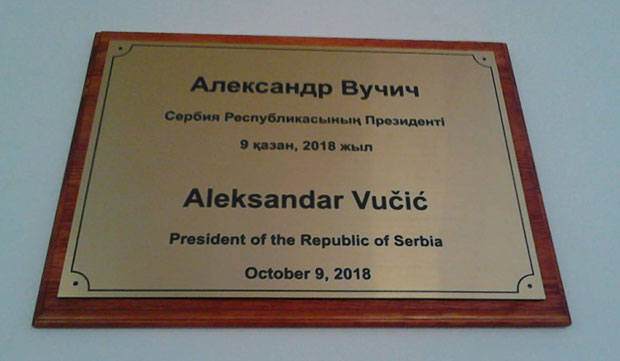 Александр Вучич
Сербия Республикасының Президенті
9 қазан, 2018 жыл
Aleksandar Vučić
President of the Republic of Serbia
October 9, 2018